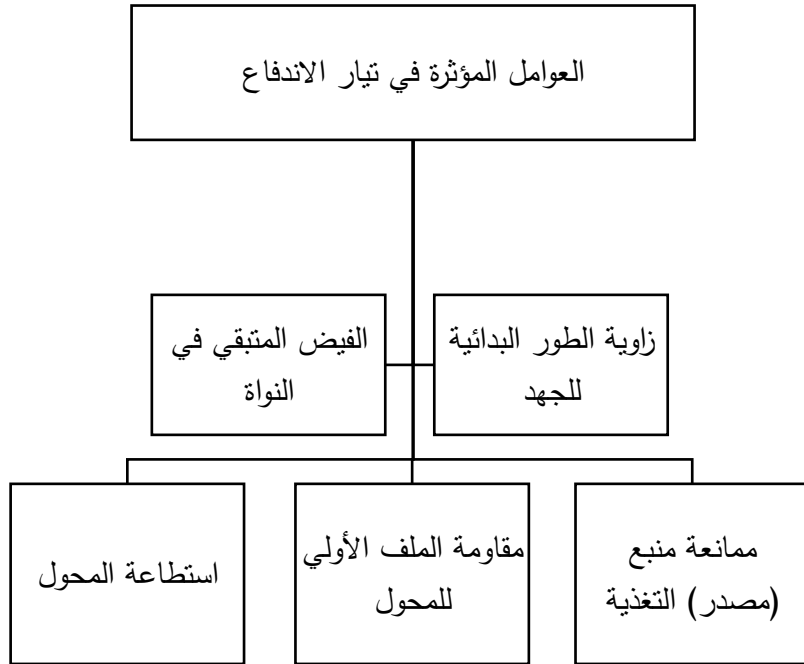 العوامل المؤثرة في تيار الاندفاع
زاوية الطور البدائية
للجهد
الفيض المتبقي في
النواة
ممانعة منبع
(مصدر) التغذية
مقاومة الملف الأولي
للمحول
استطاعة المحول